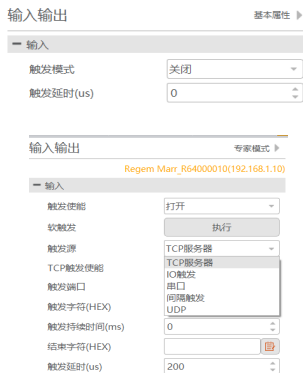 输入输出 基本属性
输入
触发模式 关闭
触发延时(us) 0
输入输出 专家模式
Regem Marr_R64000010(192.168.1.10)
输入
触发使能 打开
软触发 执行
触发源 TCP服务器
TCP触发使能 TCP服务器
IO触发
触发端口 串口
间隔触发
触发字符(HEX) UDP
触发持续时间(ms) 0
结束字符(HEX)
触发延时(us) 200